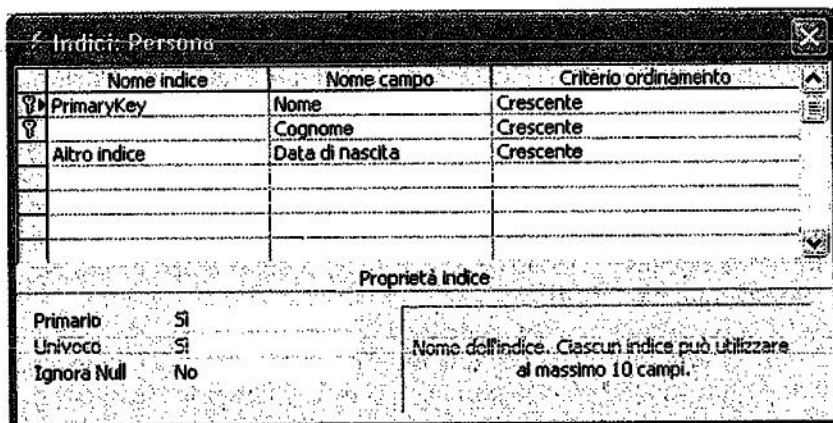 Indici: Persona
Nome indice Nome campo Criterio ordinamento
PrimaryKey Nome Crescente
Cognome Crescente
Altro indice Data di nascita Crescente
Proprietà indice
Primario Sì
Univoco Sì
Ignora Null No
Nome dell'indice. Ciascun indice può utilizzare
al massimo 10 campi.